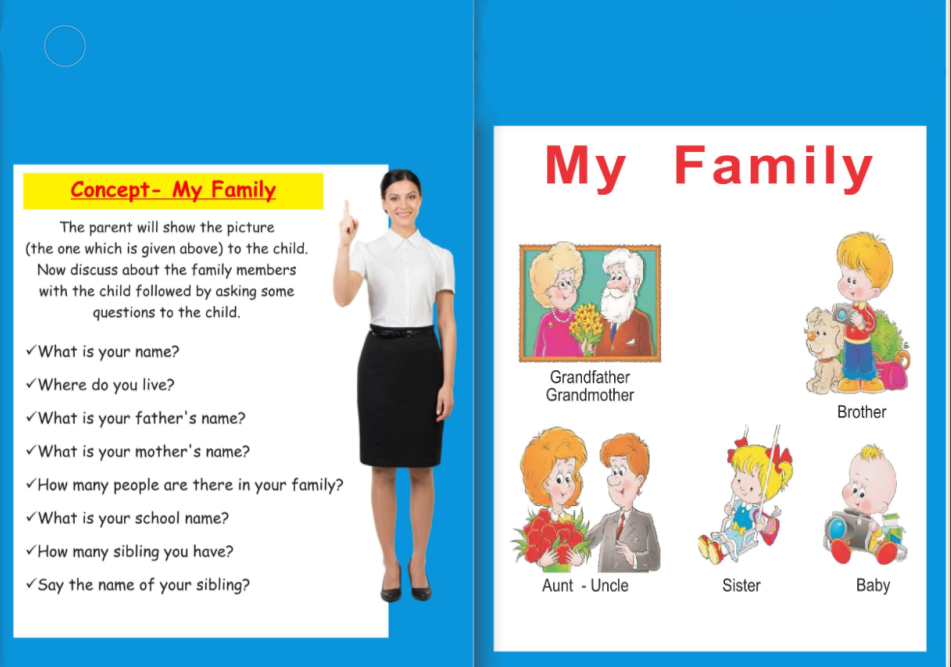 Concept- My Family
The parent will show the picture
(the one which is given above) to the child.
Now discuss about the family members
with the child followed by asking some
questions to the child.
✓What is your name?
✓Where do you live?
✓What is your father's name?
✓What is your mother's name?
✓How many people are there in your family?
✓What is your school name?
✓How many sibling you have?
✓Say the name of your sibling?
My Family
Grandfather
Grandmother
Brother
Aunt - Uncle
Sister
Baby